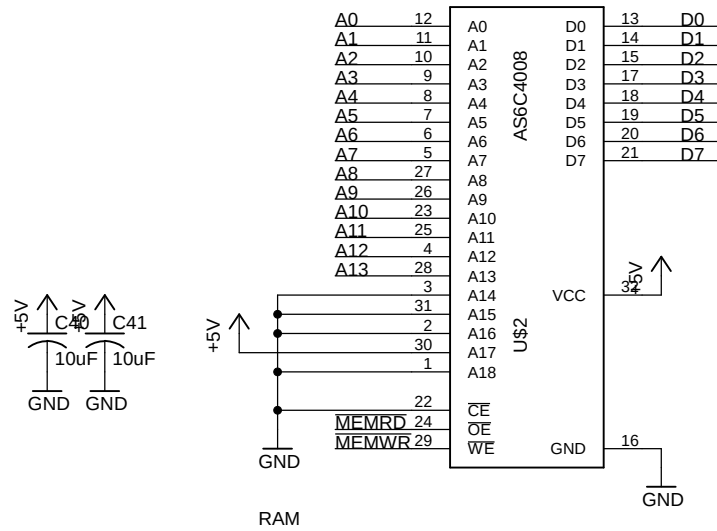 A0 12 A0 D0 13 D0
A1 11 A1 D1 14 D1
A2 10 A2 D2 15 D2
A3 9 A3 D3 17 D3
A4 8 A4 D4 18 D4
A5 7 A5 D5 19 D5
A6 6 A6 D6 20 D6
A7 5 A7 D7 21 D7
A8 27 A8
A9 26 A9
A10 23 A10
A11 25 A11
A12 4 A12
A13 28 A13
3 A14 VCC 32 +5V
31 A15
2 A16
30 A17
1 A18
22 CE
MEMRD 24 OE
MEMWR 29 WE GND 16
AS6C4008
U$2
+5V
GND
GND
+5V C40 +5V C41
10uF 10uF
GND GND
RAM